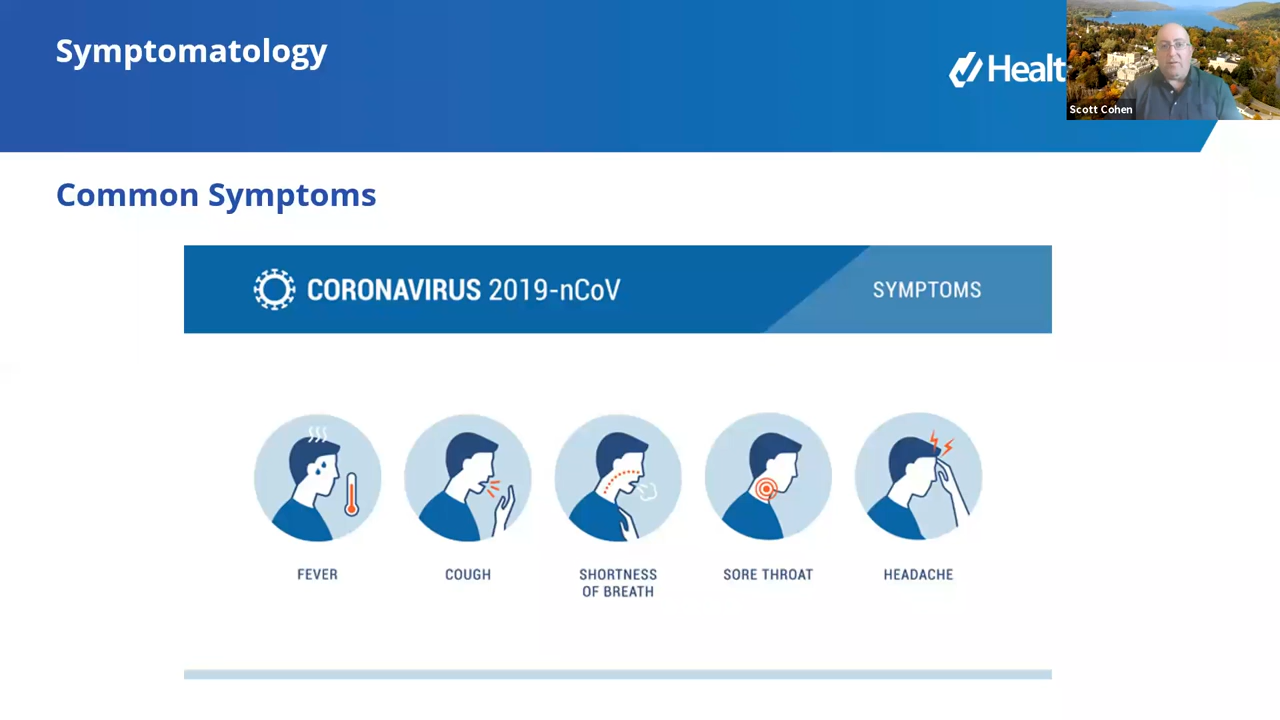 Symptomatology
Healt
Scott Cohen
Common Symptoms
CORONAVIRUS 2019-nCoV
SYMPTOMS
FEVER
COUGH
SHORTNESS
OF BREATH
SORE THROAT
HEADACHE